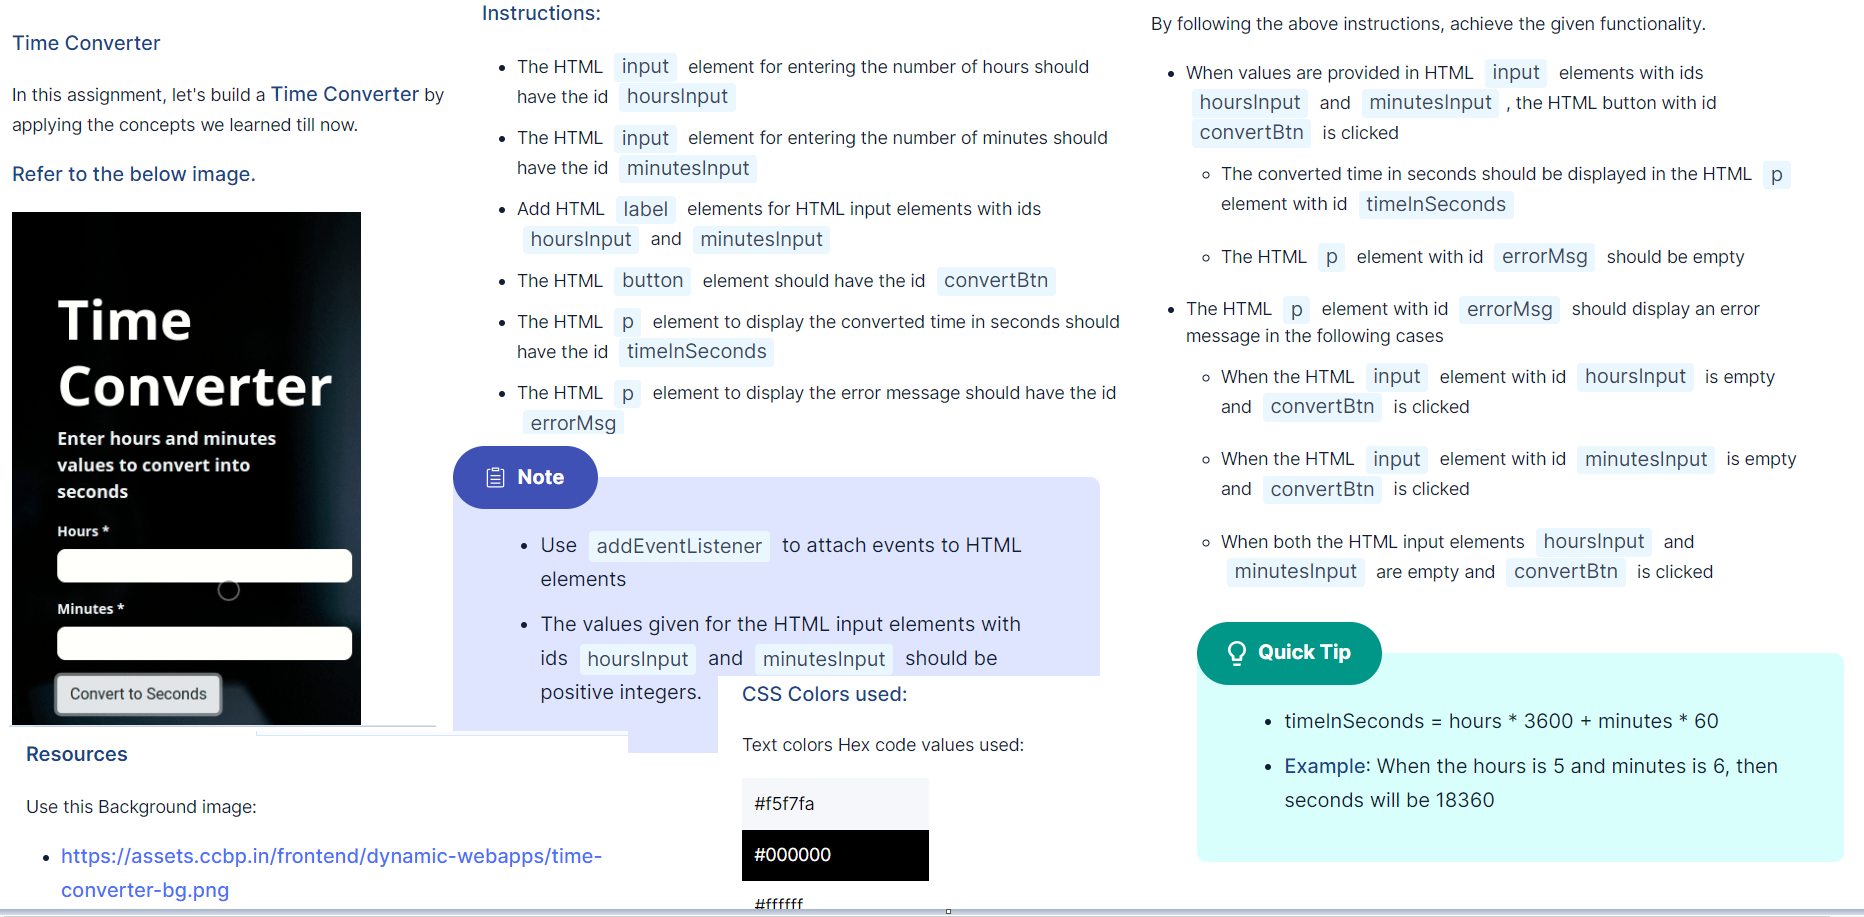 Time Converter
In this assignment, let's build a Time Converter by
applying the concepts we learned till now.
Refer to the below image.
Time
Converter
Enter hours and minutes
values to convert into
seconds
Hours *
Minutes *
Convert to Seconds
Resources
Use this Background image:
https://assets.ccbp.in/frontend/dynamic-webapps/time-
converter-bg.png
Instructions:
• The HTML input element for entering the number of hours should
have the id hoursInput
• The HTML input element for entering the number of minutes should
have the id minutesInput
• Add HTML label elements for HTML input elements with ids
hoursInput and minutesInput
• The HTML button element should have the id convertBtn
• The HTML p element to display the converted time in seconds should
have the id timeInSeconds
• The HTML p element to display the error message should have the id
errorMsg
Note
• Use addEventListener to attach events to HTML
elements
• The values given for the HTML input elements with
ids hoursInput and minutesInput should be
positive integers.
CSS Colors used:
Text colors Hex code values used:
#f5f7fa
#000000
#ffffff
By following the above instructions, achieve the given functionality.
• When values are provided in HTML input elements with ids
hoursInput and minutesInput , the HTML button with id
convertBtn is clicked
◦ The converted time in seconds should be displayed in the HTML p
element with id timeInSeconds
◦ The HTML p element with id errorMsg should be empty
• The HTML p element with id errorMsg should display an error
message in the following cases
◦ When the HTML input element with id hoursInput is empty
and convertBtn is clicked
◦ When the HTML input element with id minutesInput is empty
and convertBtn is clicked
◦ When both the HTML input elements hoursInput and
minutesInput are empty and convertBtn is clicked
Quick Tip
• timeInSeconds = hours * 3600 + minutes * 60
• Example: When the hours is 5 and minutes is 6, then
seconds will be 18360